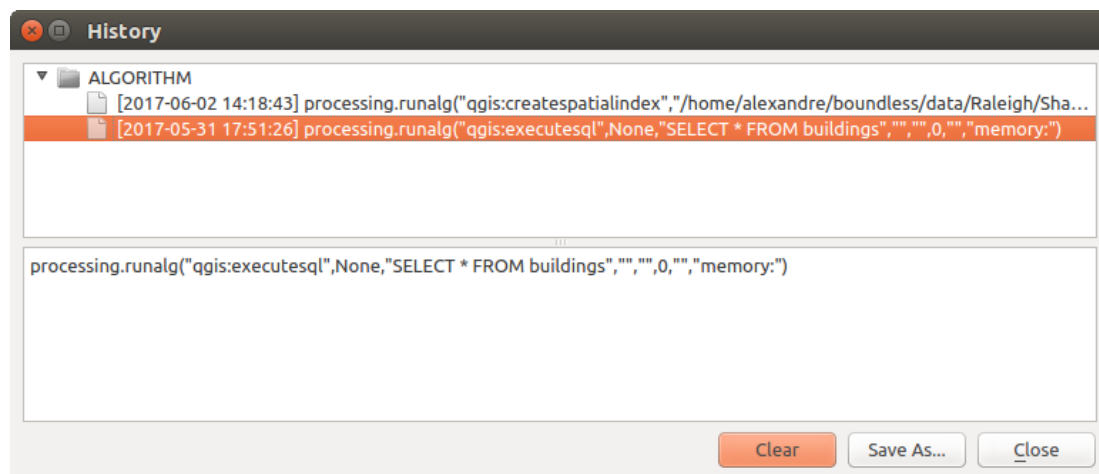 History
ALGORITHM
[2017-06-02 14:18:43] processing.runalg("qgis:createspatialindex","/home/alexandre/boundless/data/Raleigh/Sha...
[2017-05-31 17:51:26] processing.runalg("qgis:executesql",None,"SELECT * FROM buildings","","",0,"","memory:")
processing.runalg("qgis:executesql",None,"SELECT * FROM buildings","","",0,"","memory:")
Clear Save As... Close